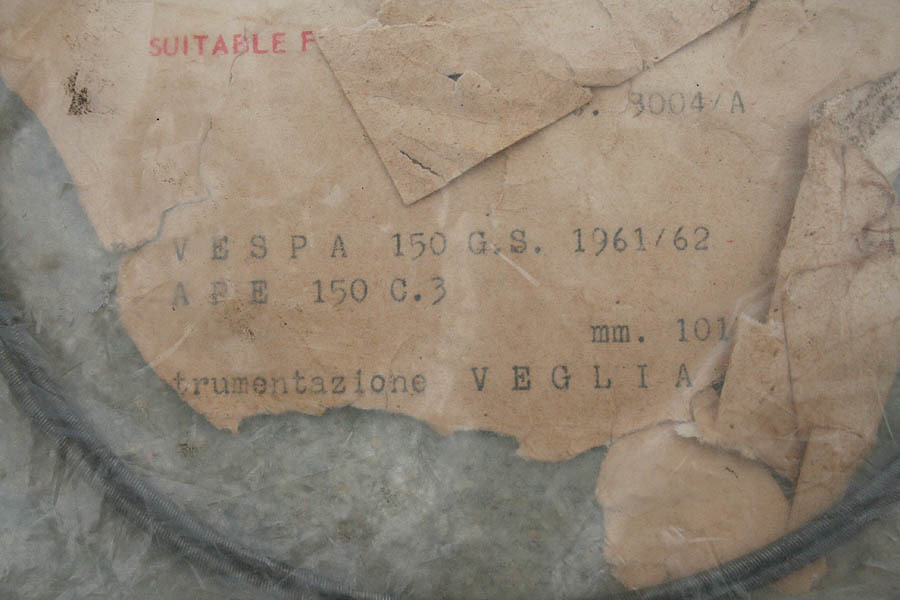 SUITABLE F
. 3004/A
VESPA 150 G.S. 1961/62
APE 150 C.3
mm. 101
trumentazione VEGLIA